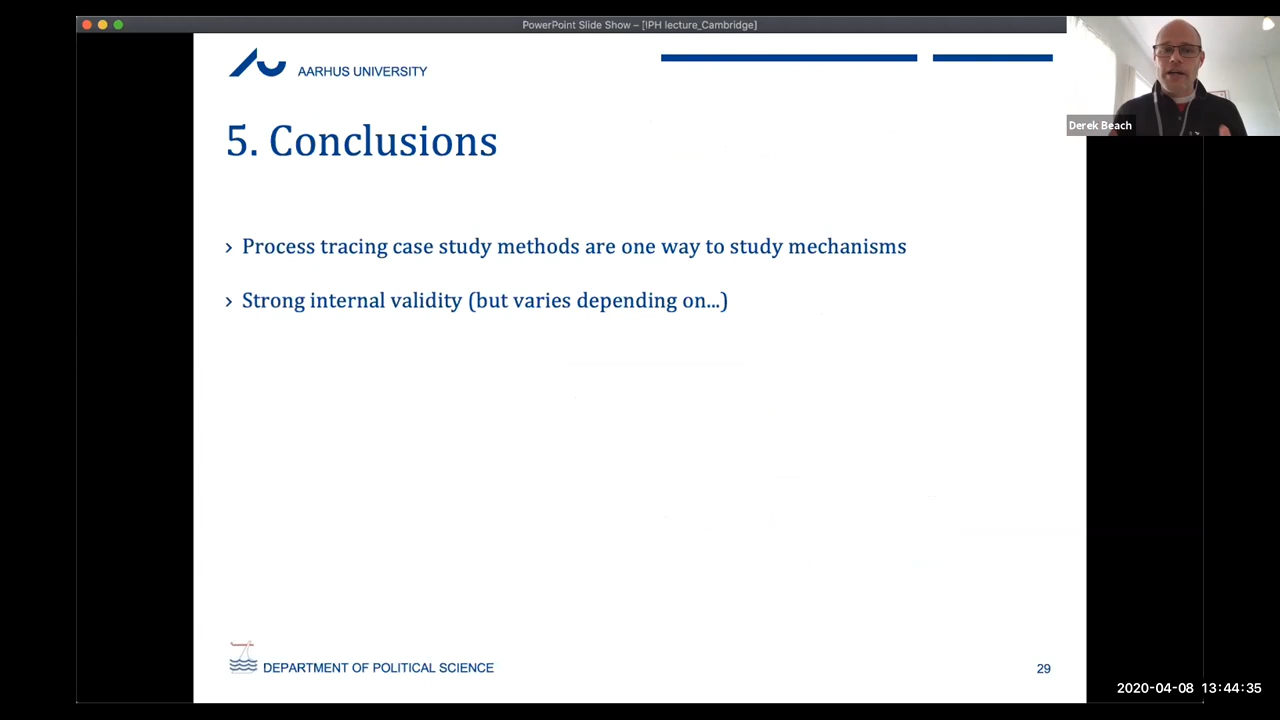 PowerPoint Slide Show – [!PH lecture_Cambridge]
AARHUS UNIVERSITY
Derek Beach
5. Conclusions
› Process tracing case study methods are one way to study mechanisms
› Strong internal validity (but varies depending on...)
DEPARTMENT OF POLITICAL SCIENCE
29
2020-04-08 13:44:35